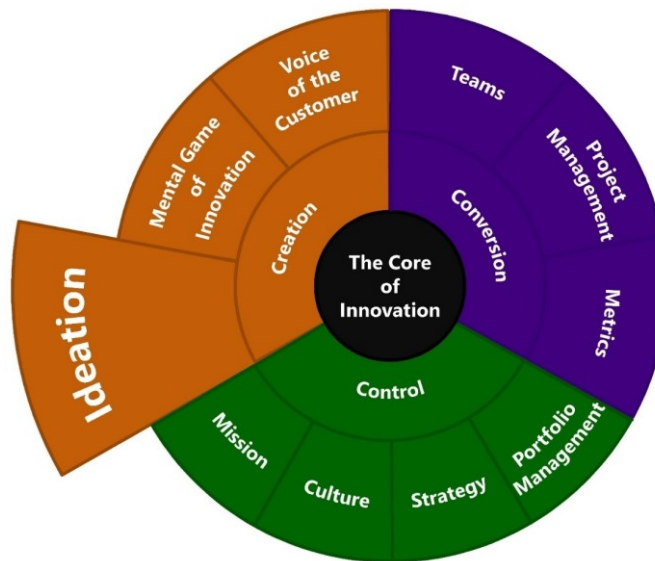 Voice
of the
Customer
Teams
Mental Game
of
Innovation
Project
Management
Creation
Conversion
The Core
of
Innovation
Ideation
Metrics
Control
Mission
Culture
Strategy
Portfolio
Management